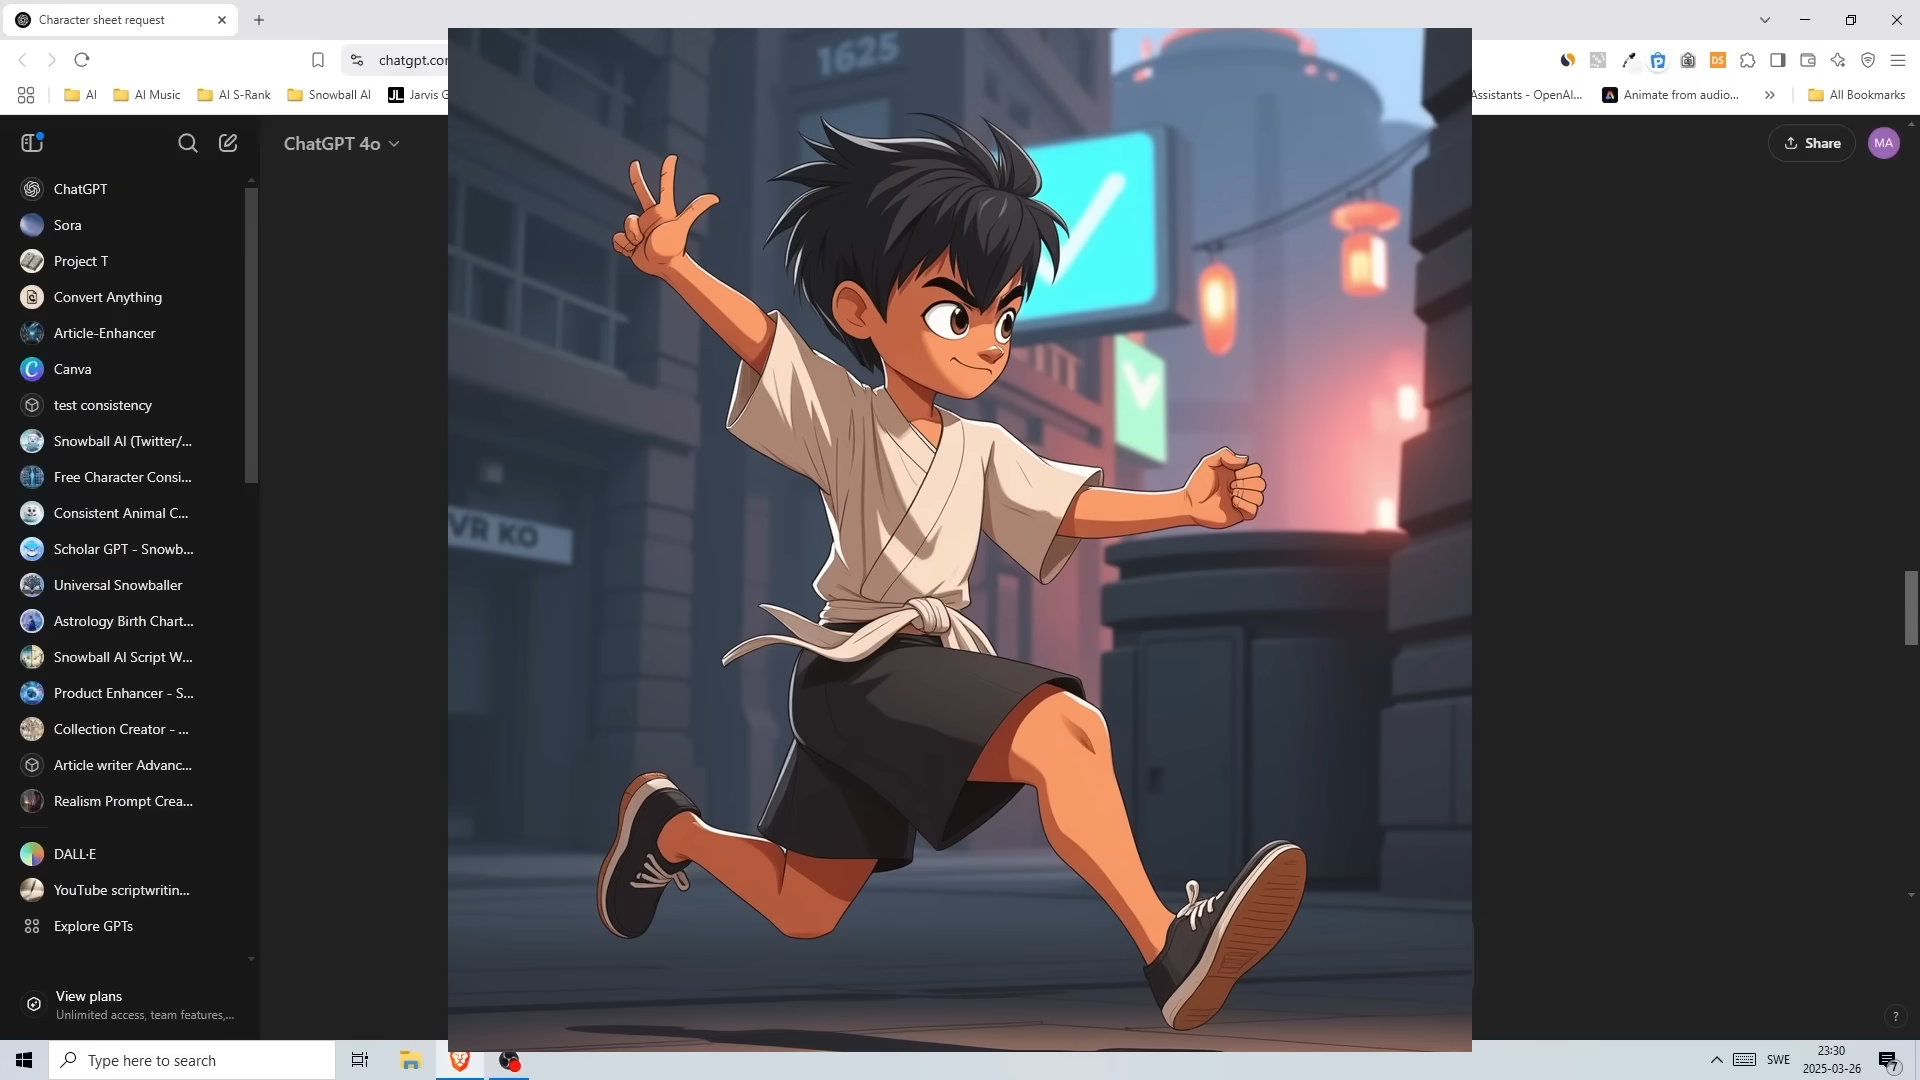 Character sheet request
chatgpt.cor
AI
AI Music
AI S-Rank
Snowball AI
Jarvis G
Assistants - OpenAI...
Animate from audio...
All Bookmarks
ChatGPT 4o
Share
MA
ChatGPT
Sora
Project T
Convert Anything
Article-Enhancer
Canva
test consistency
Snowball AI (Twitter/...
Free Character Consi...
Consistent Animal C...
Scholar GPT - Snowb...
Universal Snowballer
Astrology Birth Chart...
Snowball AI Script W...
Product Enhancer - S...
Collection Creator - ...
Article writer Advanc...
Realism Prompt Crea...
DALL·E
YouTube scriptwritin...
Explore GPTs
View plans
Unlimited access, team features,...
1625
VR KO
DS
JL
?
Type here to search
SWE
23:30
2025-03-26
7